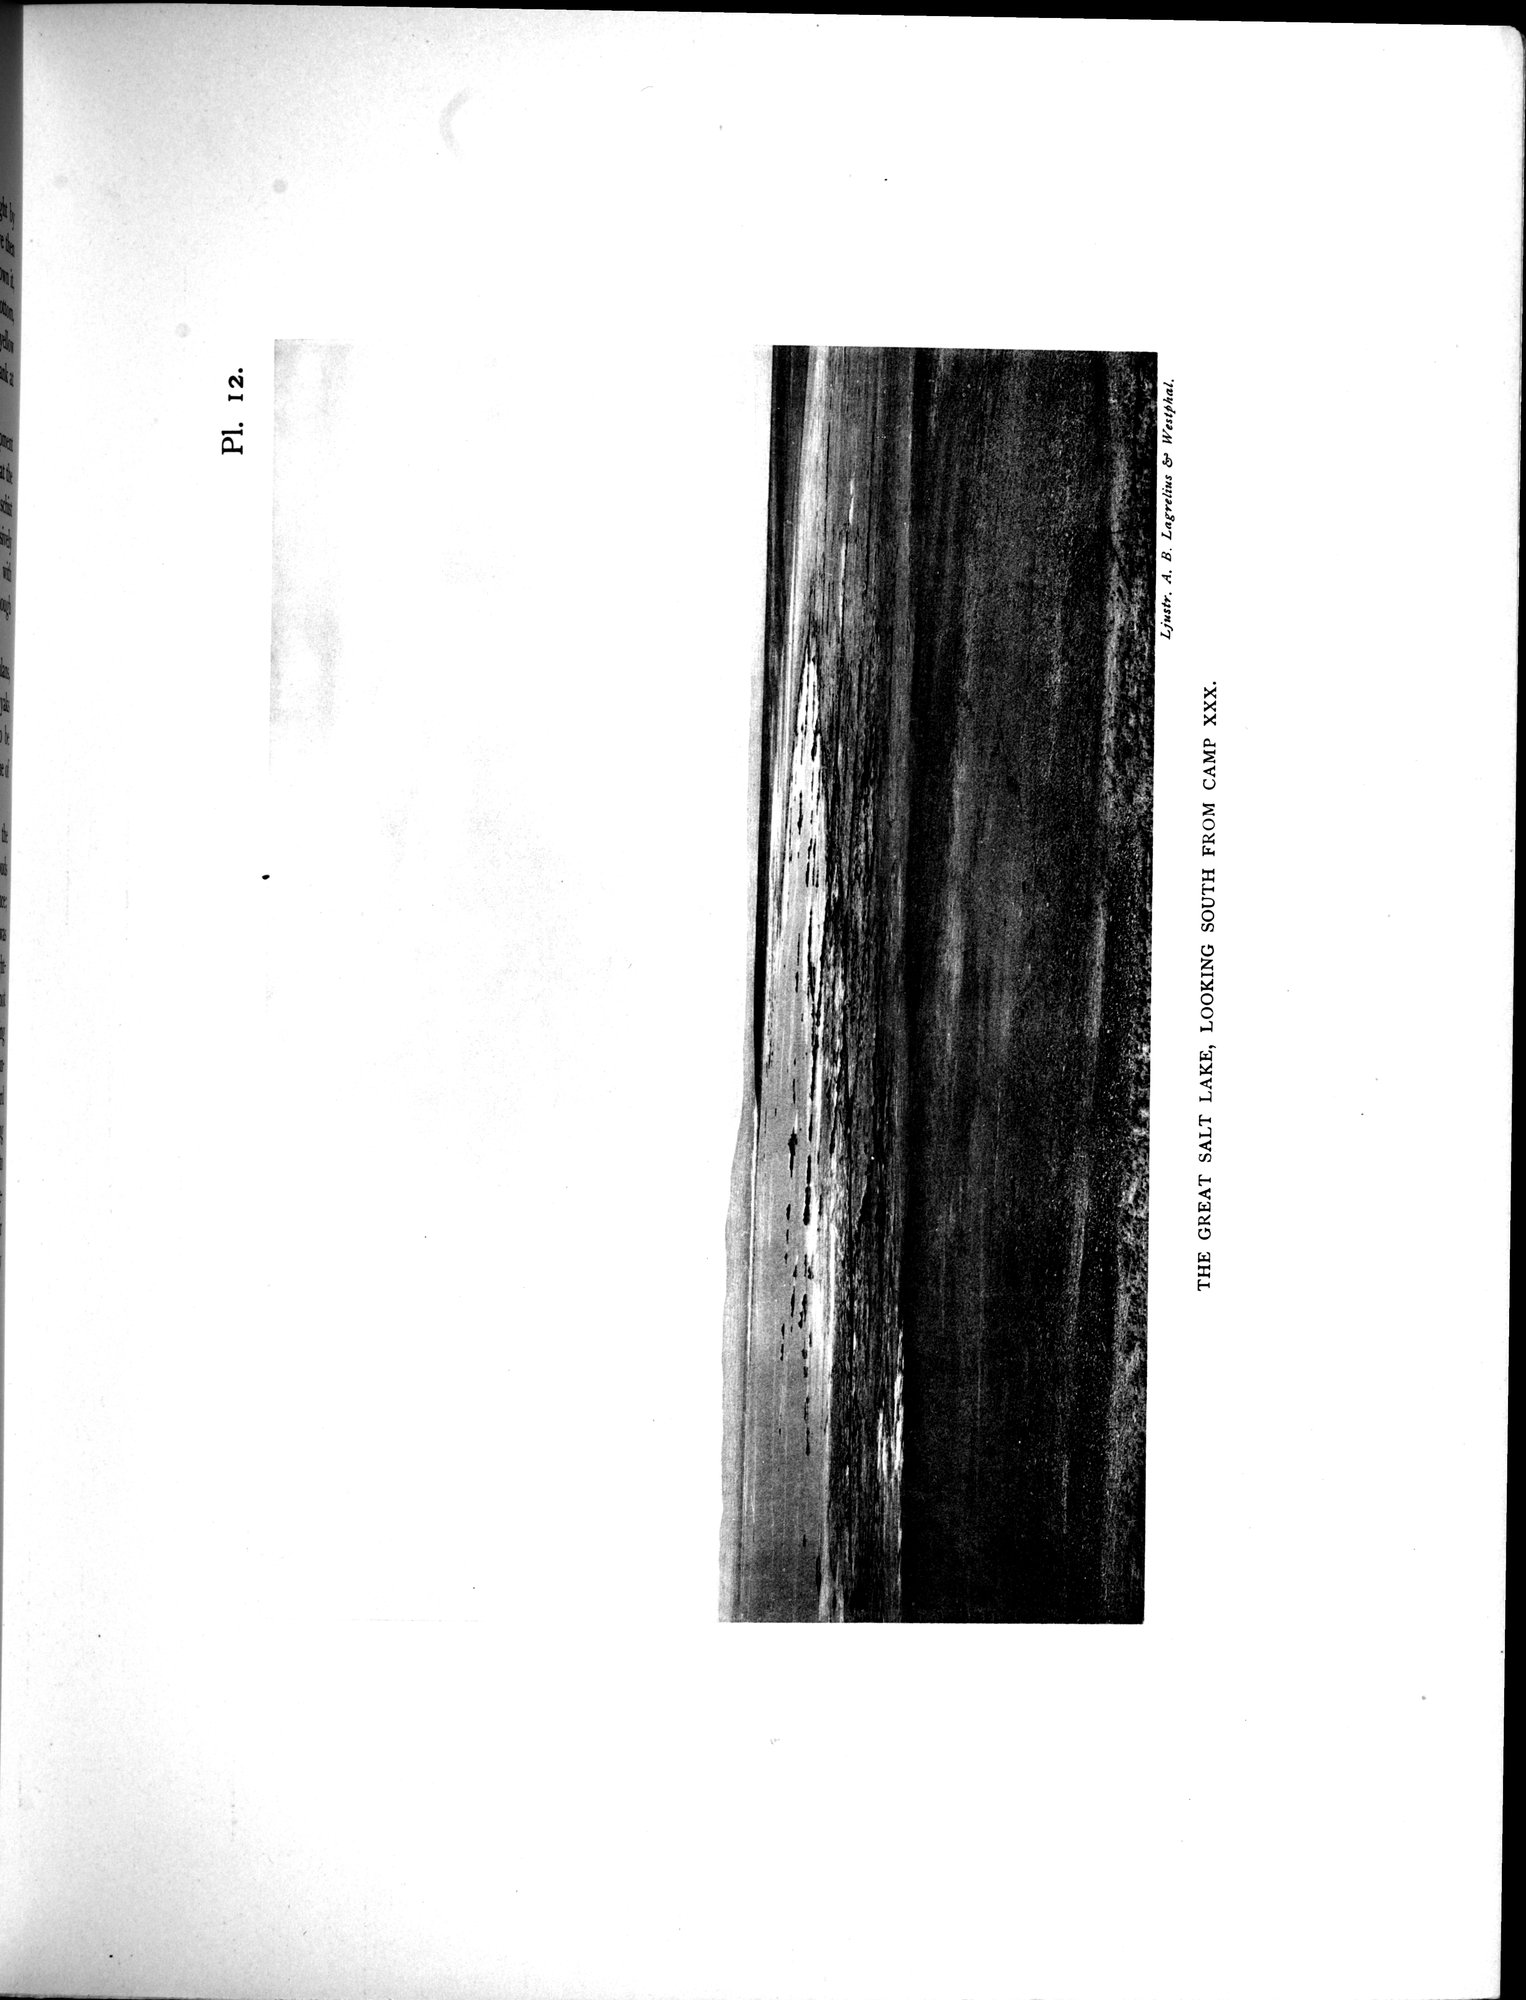 Pl. 12.
Ljustr. A. B. Lagrelius & Westphal.
THE GREAT SALT LAKE, LOOKING SOUTH FROM CAMP XXX.